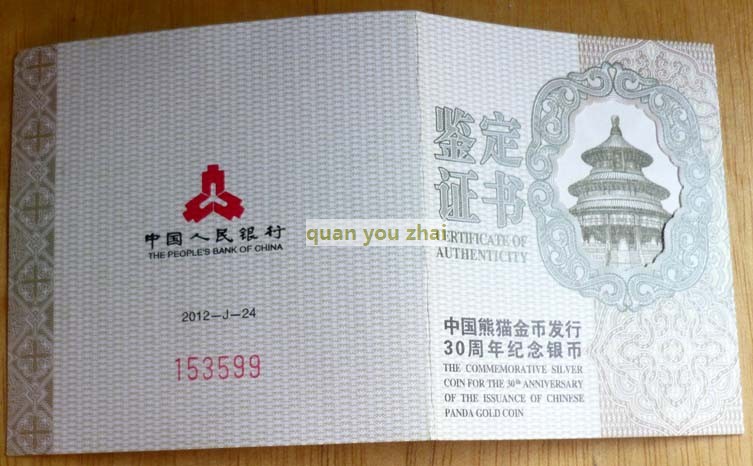 中国人民银行
THE PEOPLE'S BANK OF CHINA
2012-J-24
153599
quan you zhai
鉴定
证书
CERTIFICATE OF
AUTHENTICITY
中国熊猫金币发行
30周年纪念银币
THE COMMEMORATIVE SILVER
COIN FOR THE 30th ANNIVERSARY
OF THE ISSUANCE OF CHINESE
PANDA GOLD COIN